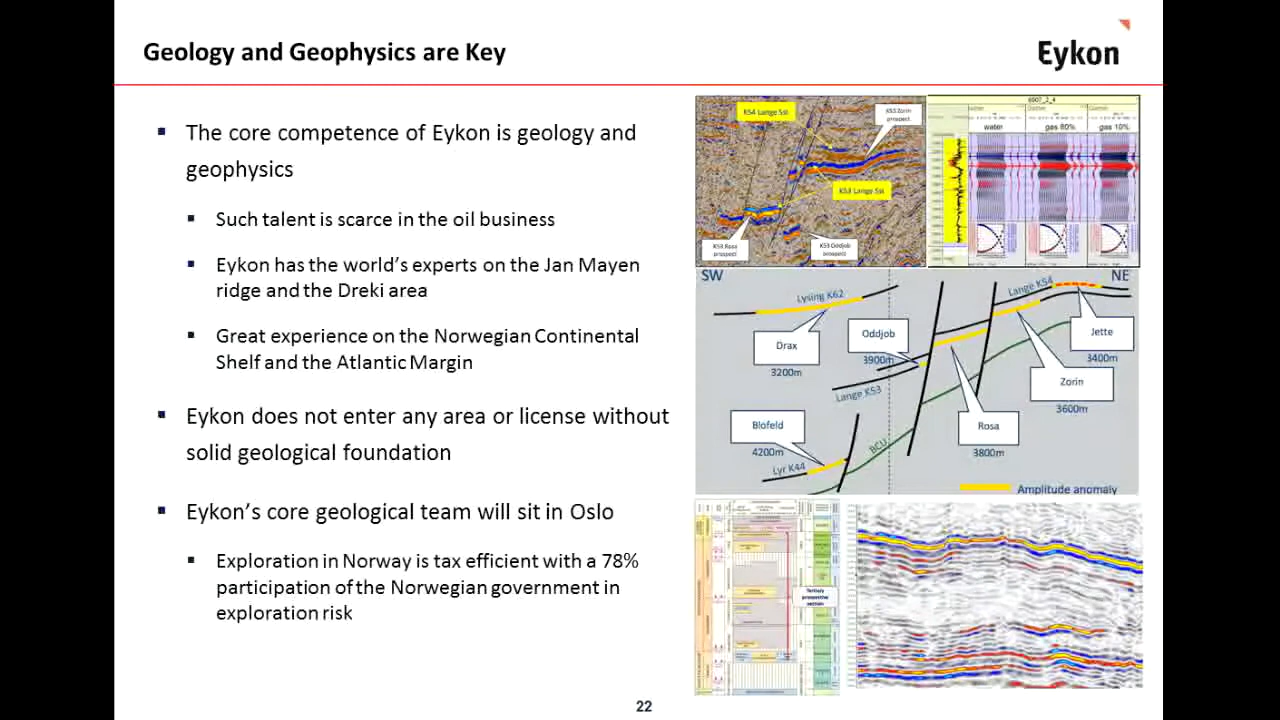 Geology and Geophysics are Key
Eykon
The core competence of Eykon is geology and
geophysics
Such talent is scarce in the oil business
Eykon has the world's experts on the Jan Mayen
ridge and the Dreki area
Great experience on the Norwegian Continental
Shelf and the Atlantic Margin
Eykon does not enter any area or license without
solid geological foundation
Eykon's core geological team will sit in Oslo
Exploration in Norway is tax efficient with a 78%
participation of the Norwegian government in
exploration risk
K54 Lange Sst
K53 Zorin
prospect
K53 Lange Sst
K53 Rosa
prospect
K53 Oddjob
prospect
6507_2_4
water
gas 80%
gas 10%
SW
NE
Lysing K62
Lange K54
Drax
3200m
Oddjob
3900m
Jette
3400m
Zorin
3600m
Lange K53
Rosa
3800m
Blofeld
4200m
BCU
Lyr K44
Amplitude anomaly
Tertiary
prospective
section
22